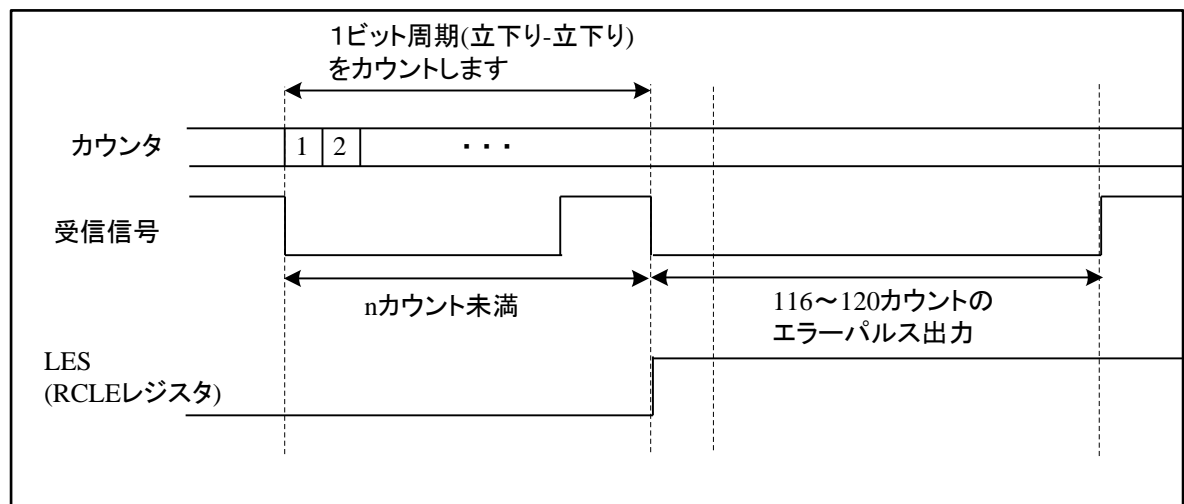 １ビット周期(立下り-立下り)
をカウントします
カウンタ
1 2 ・・・
受信信号
nカウント未満
116～120カウントの
エラーパルス出力
LES
(RCLEレジスタ)